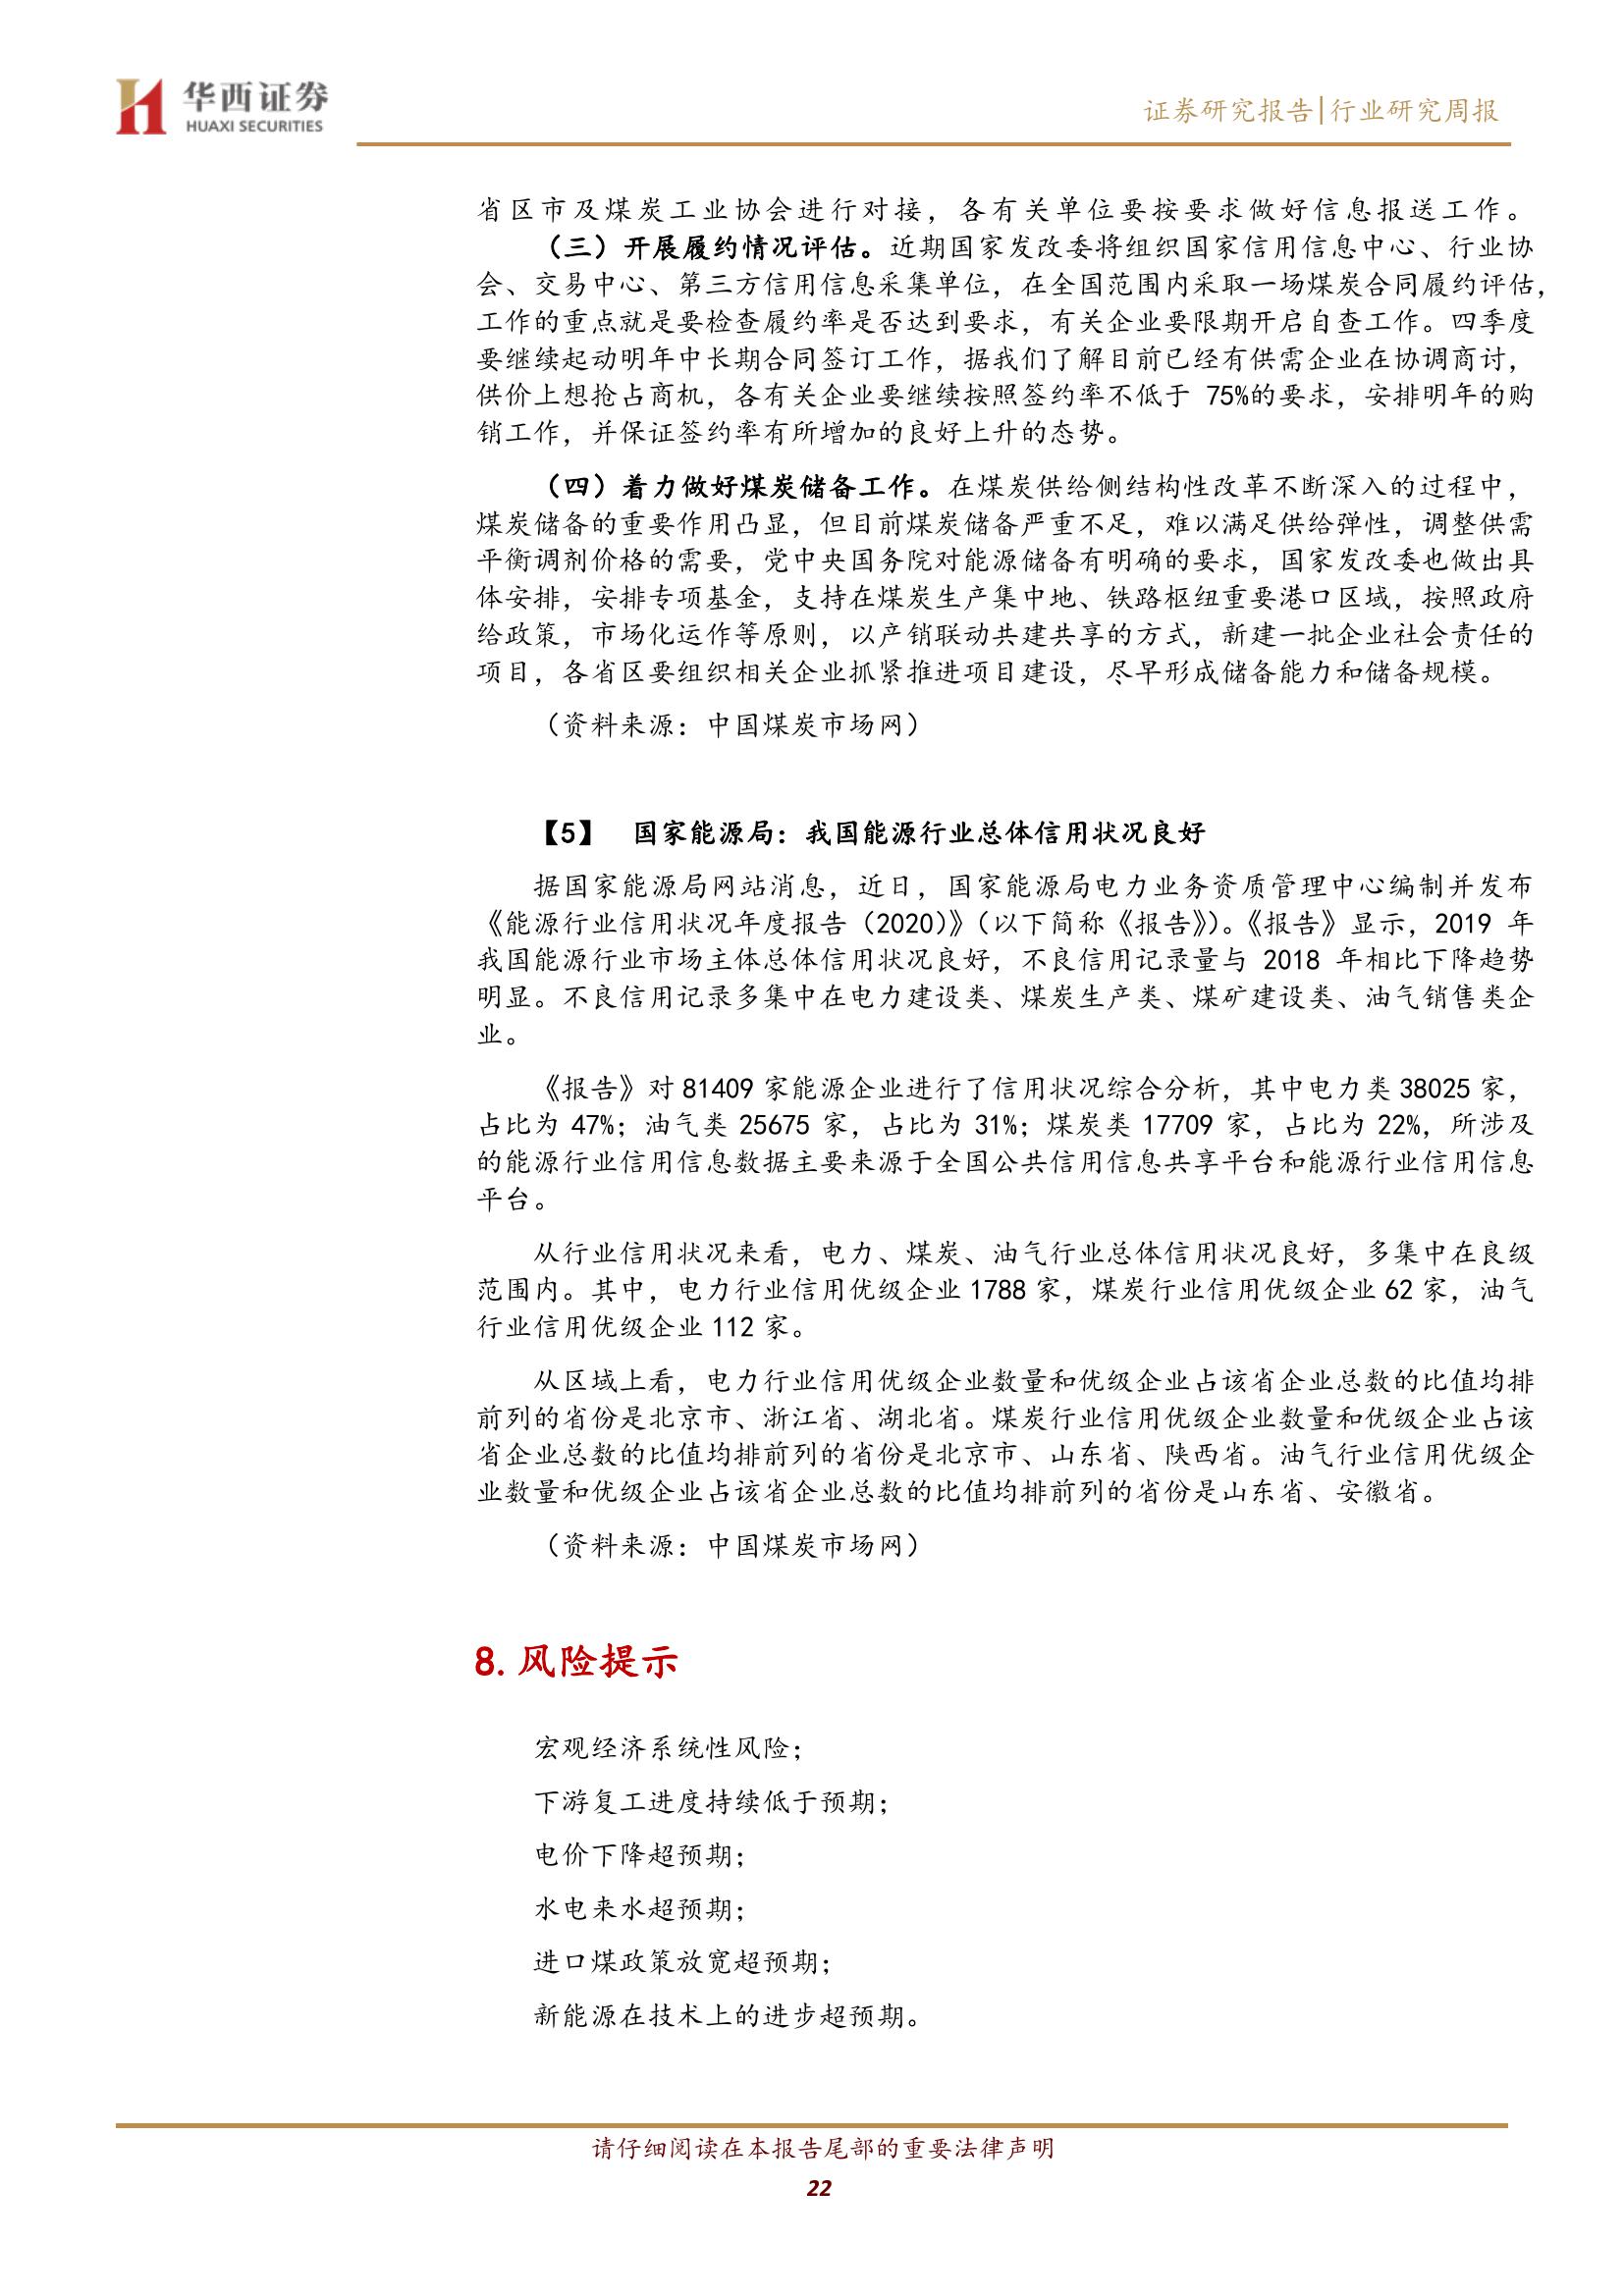 华西证券
HUAXI SECURITIES
证券研究报告|行业研究周报
省区市及煤炭工业协会进行对接，各有关单位要按要求做好信息报送工作。
（三）开展履约情况评估。近期国家发改委将组织国家信用信息中心、行业协
会、交易中心、第三方信用信息采集单位，在全国范围内采取一场煤炭合同履约评估，
工作的重点就是要检查履约率是否达到要求，有关企业要限期开启自查工作。四季度
要继续起动明年中长期合同签订工作，据我们了解目前已经有供需企业在协调商讨，
供价上想抢占商机，各有关企业要继续按照签约率不低于 75%的要求，安排明年的购
销工作，并保证签约率有所增加的良好上升的态势。
（四）着力做好煤炭储备工作。在煤炭供给侧结构性改革不断深入的过程中，
煤炭储备的重要作用凸显，但目前煤炭储备严重不足，难以满足供给弹性，调整供需
平衡调剂价格的需要，党中央国务院对能源储备有明确的要求，国家发改委也做出具
体安排，安排专项基金，支持在煤炭生产集中地、铁路枢纽重要港口区域，按照政府
给政策，市场化运作等原则，以产销联动共建共享的方式，新建一批企业社会责任的
项目，各省区要组织相关企业抓紧推进项目建设，尽早形成储备能力和储备规模。
（资料来源：中国煤炭市场网）
【5】 国家能源局：我国能源行业总体信用状况良好
据国家能源局网站消息，近日，国家能源局电力业务资质管理中心编制并发布
《能源行业信用状况年度报告（2020）》（以下简称《报告》）。《报告》显示，2019 年
我国能源行业市场主体总体信用状况良好，不良信用记录量与 2018 年相比下降趋势
明显。不良信用记录多集中在电力建设类、煤炭生产类、煤矿建设类、油气销售类企
业。
《报告》对 81409 家能源企业进行了信用状况综合分析，其中电力类 38025 家，
占比为 47%；油气类 25675 家，占比为 31%；煤炭类 17709 家，占比为 22%，所涉及
的能源行业信用信息数据主要来源于全国公共信用信息共享平台和能源行业信用信息
平台。
从行业信用状况来看，电力、煤炭、油气行业总体信用状况良好，多集中在良级
范围内。其中，电力行业信用优级企业 1788 家，煤炭行业信用优级企业 62 家，油气
行业信用优级企业 112 家。
从区域上看，电力行业信用优级企业数量和优级企业占该省企业总数的比值均排
前列的省份是北京市、浙江省、湖北省。煤炭行业信用优级企业数量和优级企业占该
省企业总数的比值均排前列的省份是北京市、山东省、陕西省。油气行业信用优级企
业数量和优级企业占该省企业总数的比值均排前列的省份是山东省、安徽省。
（资料来源：中国煤炭市场网）
8. 风险提示
宏观经济系统性风险；
下游复工进度持续低于预期；
电价下降超预期；
水电来水超预期；
进口煤政策放宽超预期；
新能源在技术上的进步超预期。
请仔细阅读在本报告尾部的重要法律声明
22